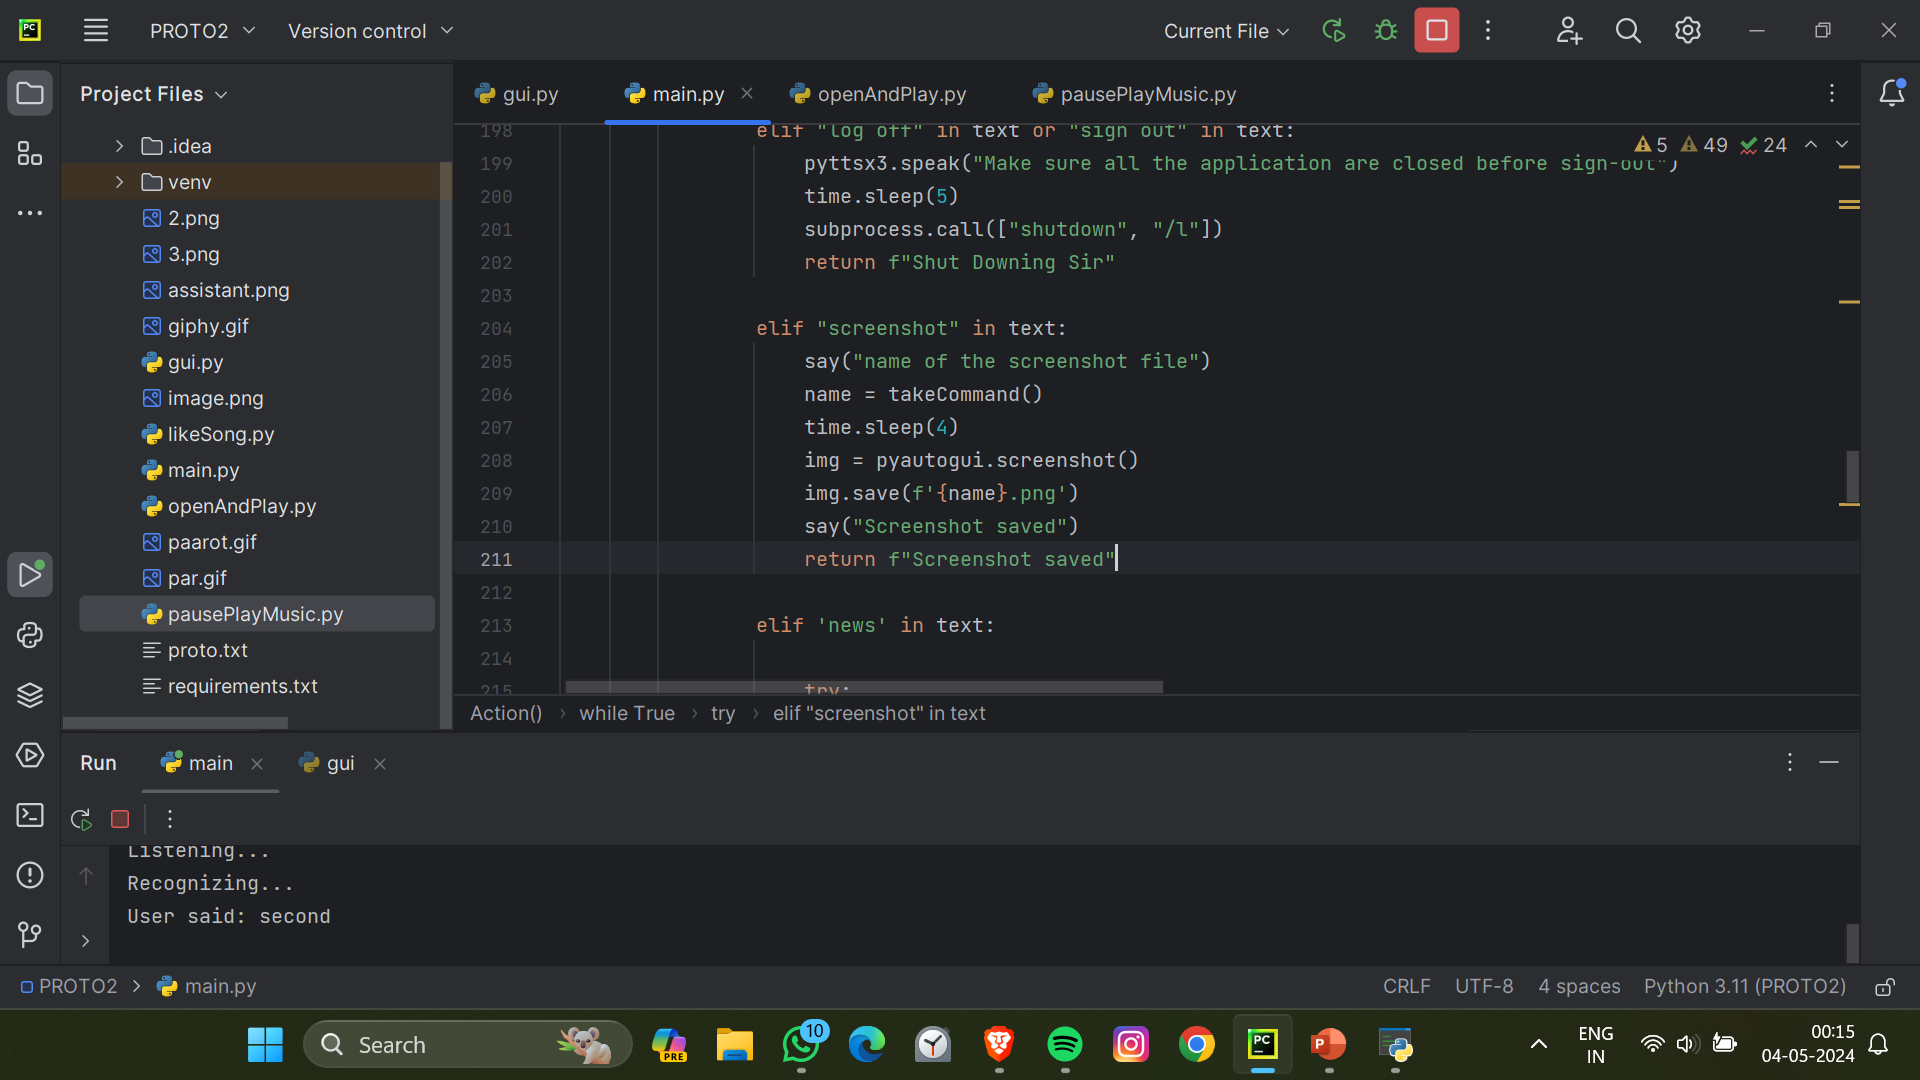 PC
PROTO2
Version control
Current File
Project Files
gui.py
main.py
openAndPlay.py
pausePlayMusic.py
.idea
venv
2.png
3.png
assistant.png
giphy.gif
gui.py
image.png
likeSong.py
main.py
openAndPlay.py
paarot.gif
par.gif
pausePlayMusic.py
proto.txt
requirements.txt
5 49 24
198 elif "log off" in text or "sign out" in text:
199 pyttsx3.speak("Make sure all the application are closed before sign-out")
200 time.sleep(5)
201 subprocess.call(["shutdown", "/l"])
202 return f"Shut Downing Sir"
203
204 elif "screenshot" in text:
205 say("name of the screenshot file")
206 name = takeCommand()
207 time.sleep(4)
208 img = pyautogui.screenshot()
209 img.save(f'{name}.png')
210 say("Screenshot saved")
211 return f"Screenshot saved"
212
213 elif 'news' in text:
214
215 try:
Action() › while True › try › elif "screenshot" in text
Run
main
gui
Listening...
Recognizing...
User said: second
PROTO2 > main.py
CRLF UTF-8 4 spaces Python 3.11 (PROTO2)
Search
PRE
10
PC
P
ENG
IN
00:15
04-05-2024